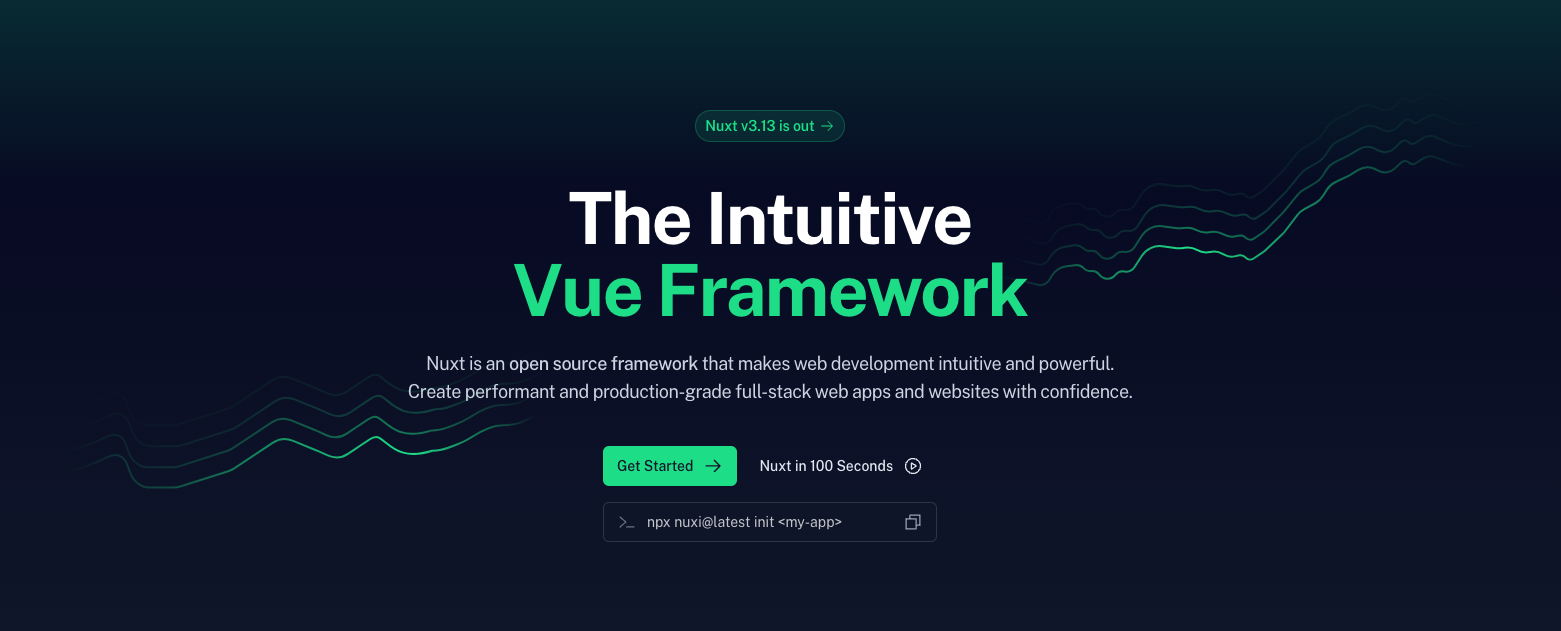 Nuxt v3.13 is out
The Intuitive
Vue Framework
Nuxt is an open source framework that makes web development intuitive and powerful.
Create performant and production-grade full-stack web apps and websites with confidence.
Get Started Nuxt in 100 Seconds
npx nuxi@latest init <my-app>